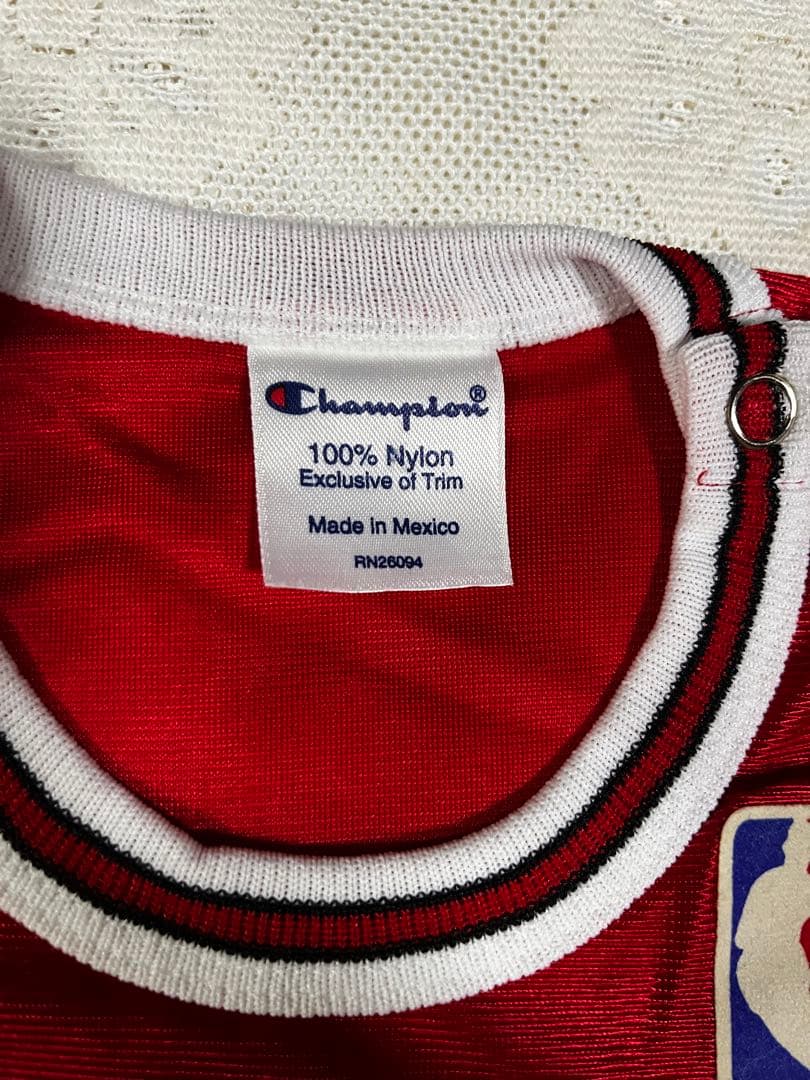 Champion®
100% Nylon
Exclusive of Trim
Made in Mexico
RN26094